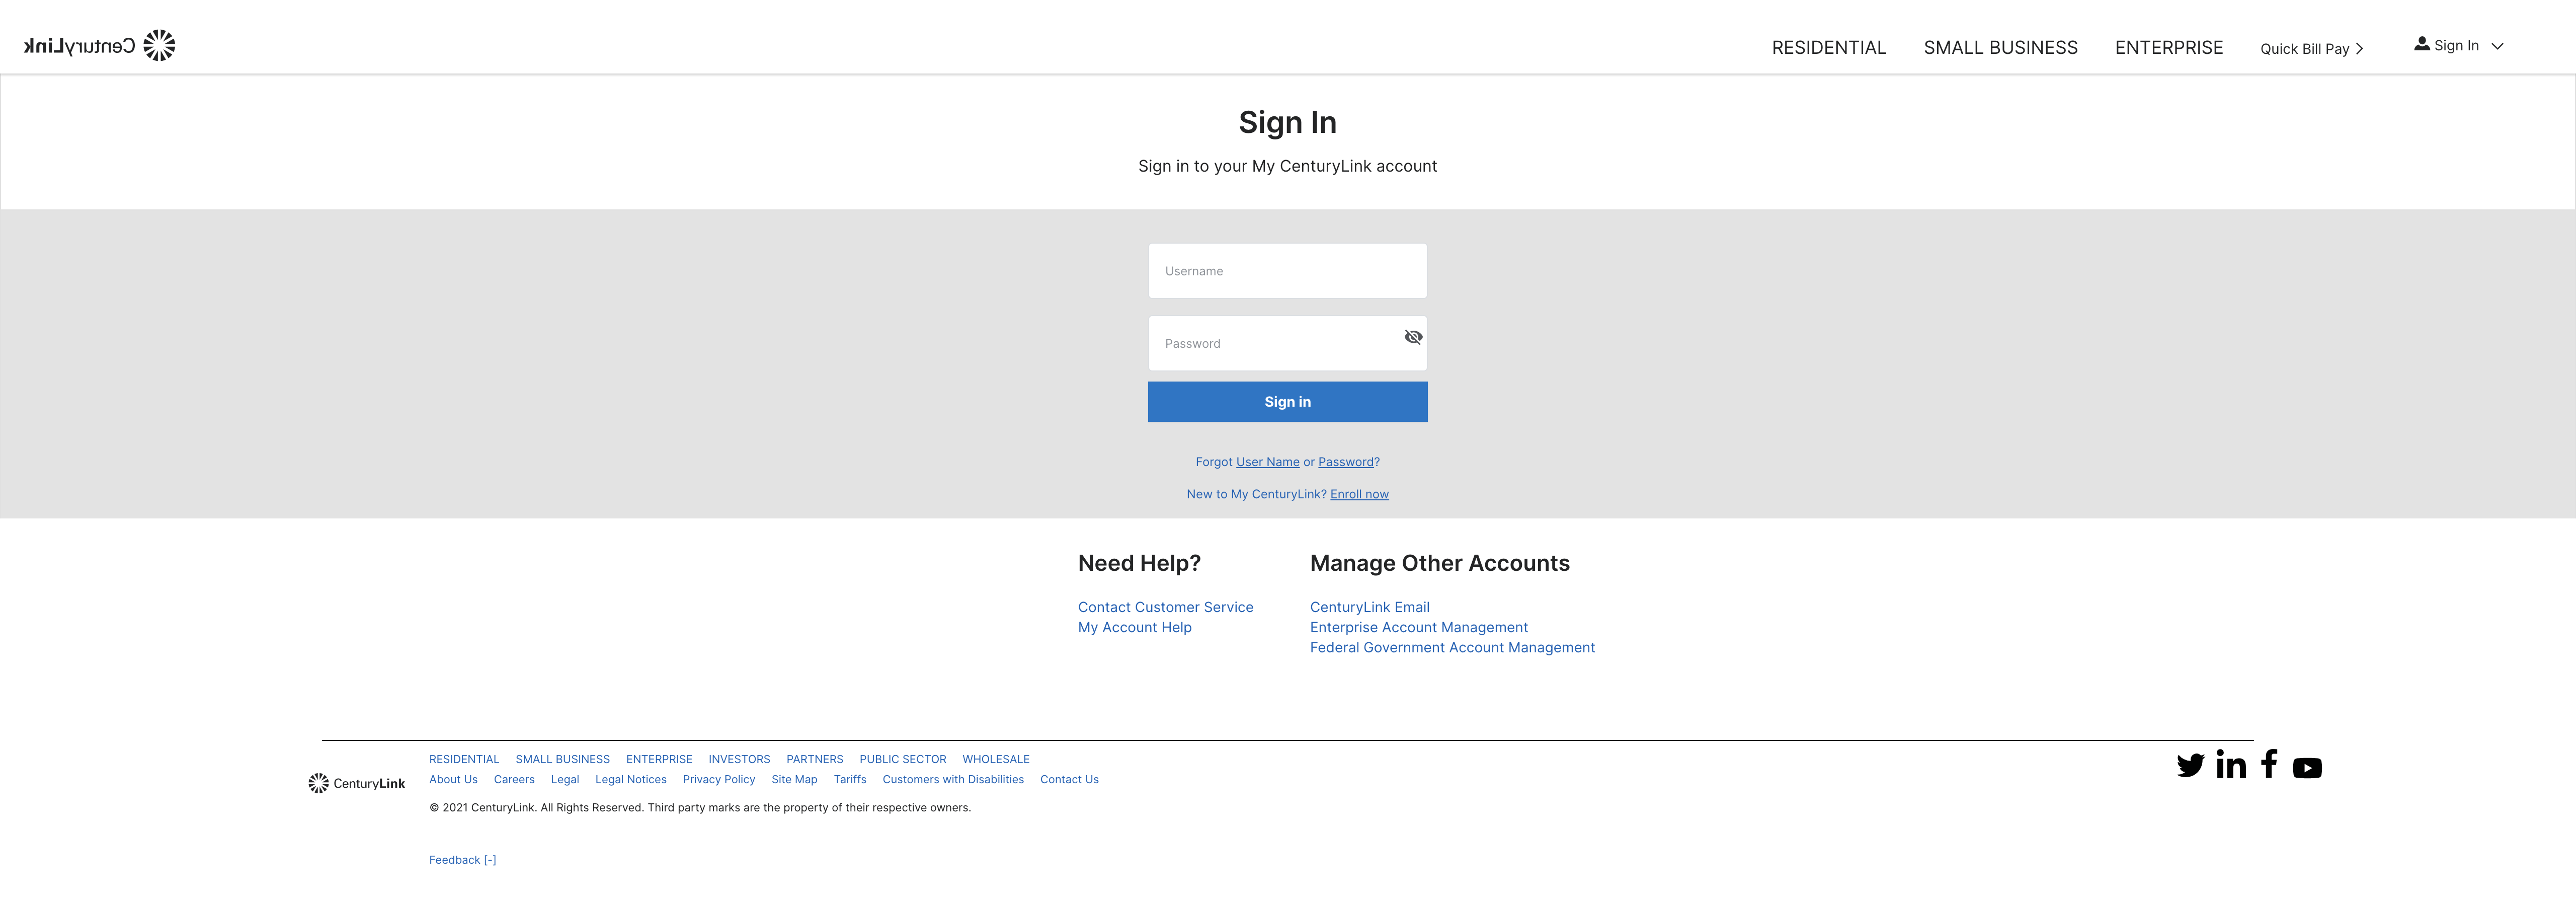 CenturyLink
RESIDENTIAL SMALL BUSINESS ENTERPRISE Quick Bill Pay Sign In
Sign In
Sign in to your My CenturyLink account
Username
Password
Sign in
Forgot User Name or Password?
New to My CenturyLink? Enroll now
Need Help?
Contact Customer Service
My Account Help
Manage Other Accounts
CenturyLink Email
Enterprise Account Management
Federal Government Account Management
CenturyLink
RESIDENTIAL SMALL BUSINESS ENTERPRISE INVESTORS PARTNERS PUBLIC SECTOR WHOLESALE
About Us Careers Legal Legal Notices Privacy Policy Site Map Tariffs Customers with Disabilities Contact Us
© 2021 CenturyLink. All Rights Reserved. Third party marks are the property of their respective owners.
Feedback [-]
in